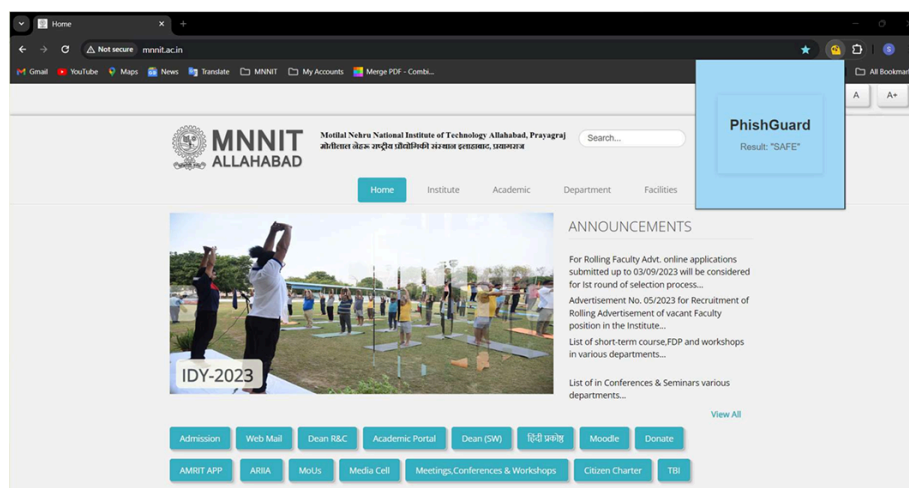 Home
Not secure mnnit.ac.in
Gmail YouTube Maps News Translate MNNIT My Accounts Merge PDF - Combi... All Bookmar
A A+
PhishGuard
Result: "SAFE"
MNNIT
ALLAHABAD
Motilal Nehru National Institute of Technology Allahabad, Prayagraj
मोतीलाल नेहरू राष्ट्रीय प्रौद्योगिकी संस्थान इलाहाबाद, प्रयागराज
Search...
Home Institute Academic Department Facilities
IDY-2023
ANNOUNCEMENTS
For Rolling Faculty Advt. online applications
submitted up to 03/09/2023 will be considered
for Ist round of selection process...
Advertisement No. 05/2023 for Recruitment of
Rolling Advertisement of vacant Faculty
position in the Institute...
List of short-term course,FDP and workshops
in various departments...
List of in Conferences & Seminars various
departments...
View All
Admission Web Mail Dean R&C Academic Portal Dean (SW) हिंदी प्रकोष्ठ Moodle Donate
AMRIT APP ARIIA MoUs Media Cell Meetings,Conferences & Workshops Citizen Charter TBI